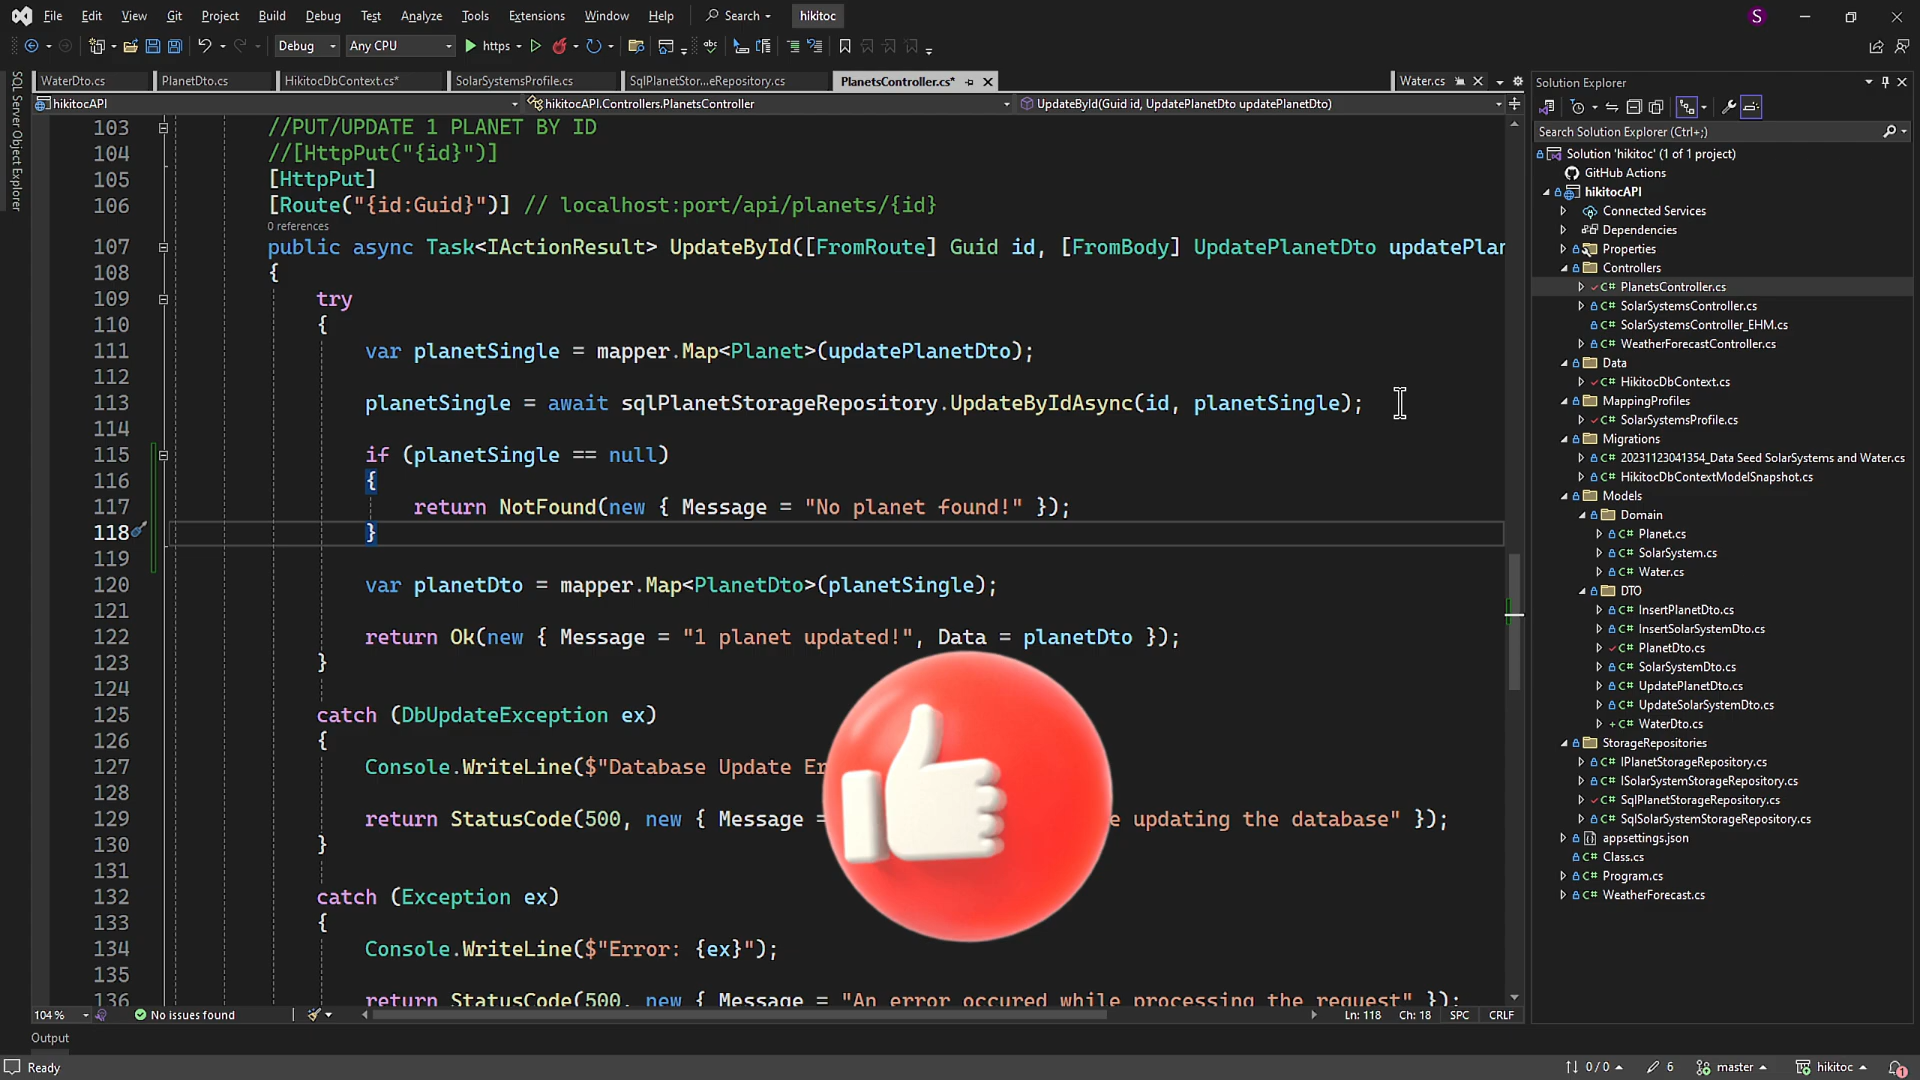 File Edit View Git Project Build Debug Test Analyze Tools Extensions Window Help Search hikitoc S
Debug Any CPU https
WaterDto.cs PlanetDto.cs HikitocDbContext.cs* SolarSystemsProfile.cs SqlPlanetStor...eRepository.cs PlanetsController.cs* Water.cs
hikitocAPI hikitocAPI.Controllers.PlanetsController UpdateById(Guid id, UpdatePlanetDto updatePlanetDto)
SQL Server Object Explorer
103 //PUT/UPDATE 1 PLANET BY ID
104 //[HttpPut("{id}")]
105 [HttpPut]
106 [Route("{id:Guid}")] // localhost:port/api/planets/{id}
0 references
107 public async Task<IActionResult> UpdateById([FromRoute] Guid id, [FromBody] UpdatePlanetDto updatePlan
108 {
109 try
110 {
111 var planetSingle = mapper.Map<Planet>(updatePlanetDto);
112
113 planetSingle = await sqlPlanetStorageRepository.UpdateByIdAsync(id, planetSingle);
114
115 if (planetSingle == null)
116 {
117 return NotFound(new { Message = "No planet found!" });
118 }
119
120 var planetDto = mapper.Map<PlanetDto>(planetSingle);
121
122 return Ok(new { Message = "1 planet updated!", Data = planetDto });
123 }
124
125 catch (DbUpdateException ex)
126 {
127 Console.WriteLine($"Database Update Er
128
129 return StatusCode(500, new { Message = updating the database" });
130 }
131
132 catch (Exception ex)
133 {
134 Console.WriteLine($"Error: {ex}");
135
136 return StatusCode(500, new { Message = "An error occured while processing the request" });
104 % No issues found Ln: 118 Ch: 18 SPC CRLF
Output
Ready 0 / 0 6 master hikitoc 1
Solution Explorer
Search Solution Explorer (Ctrl+;)
Solution 'hikitoc' (1 of 1 project)
GitHub Actions
hikitocAPI
Connected Services
Dependencies
Properties
Controllers
C# PlanetsController.cs
C# SolarSystemsController.cs
C# SolarSystemsController_EHM.cs
C# WeatherForecastController.cs
Data
C# HikitocDbContext.cs
MappingProfiles
C# SolarSystemsProfile.cs
Migrations
C# 20231123041354_Data Seed SolarSystems and Water.cs
C# HikitocDbContextModelSnapshot.cs
Models
Domain
C# Planet.cs
C# SolarSystem.cs
C# Water.cs
DTO
C# InsertPlanetDto.cs
C# InsertSolarSystemDto.cs
C# PlanetDto.cs
C# SolarSystemDto.cs
C# UpdatePlanetDto.cs
C# UpdateSolarSystemDto.cs
C# WaterDto.cs
StorageRepositories
C# IPlanetStorageRepository.cs
C# ISolarSystemStorageRepository.cs
C# SqlPlanetStorageRepository.cs
C# SqlSolarSystemStorageRepository.cs
appsettings.json
C# Class.cs
C# Program.cs
C# WeatherForecast.cs